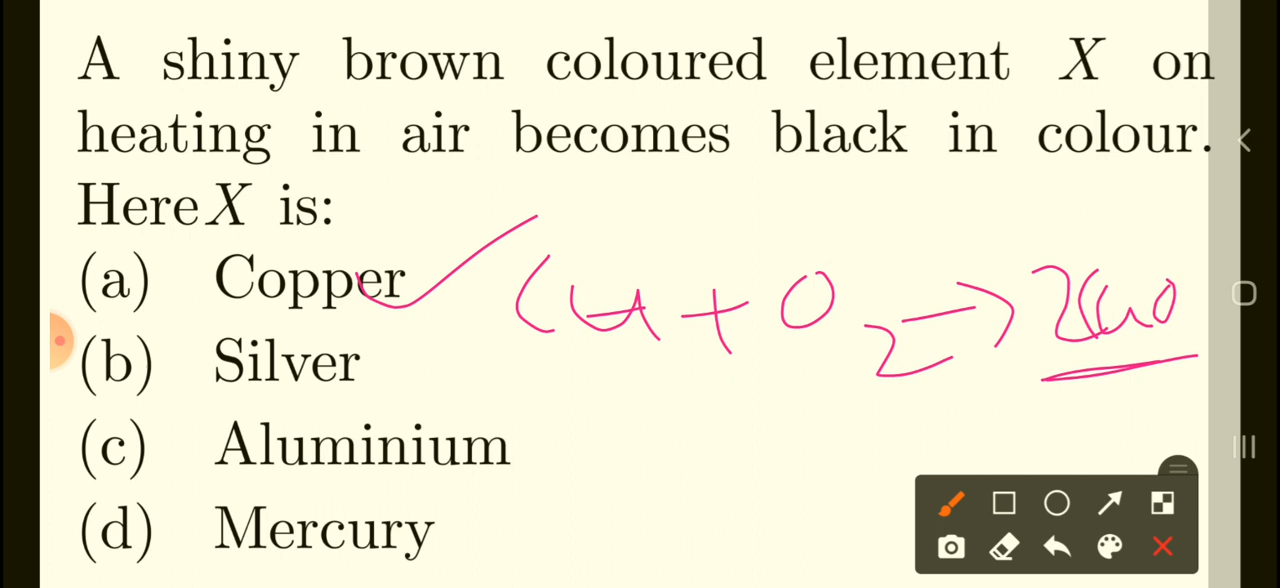 A shiny brown coloured element X on
heating in air becomes black in colour.
Here X is:
(a) Copper
Cu + O2 → 2CuO
(b) Silver
(c) Aluminium
(d) Mercury